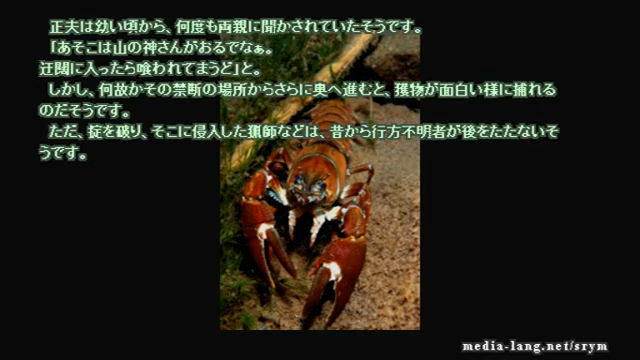 正夫は幼い頃から、何度も両親に聞かされていたそうです。
「あそこは山の神さんがおるでなぁ。
迂闊に入ったら喰われてまうど」と。
しかし、何故かその禁断の場所からさらに奥へ進むと、獲物が面白い様に捕れる
のだそうです。
ただ、掟を破り、そこに侵入した猟師などは、昔から行方不明者が後をたたないそ
うです。
media-lang.net/srym